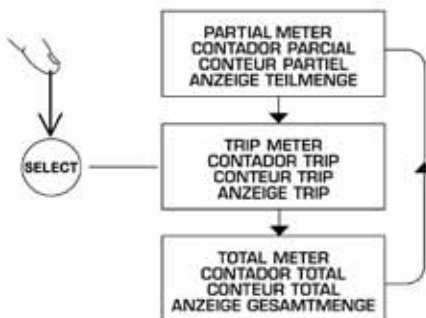 PARTIAL METER
CONTADOR PARCIAL
CONTEUR PARTIEL
ANZEIGE TEILMENGE
SELECT
TRIP METER
CONTADOR TRIP
CONTEUR TRIP
ANZEIGE TRIP
TOTAL METER
CONTADOR TOTAL
CONTEUR TOTAL
ANZEIGE GESAMTMENGE